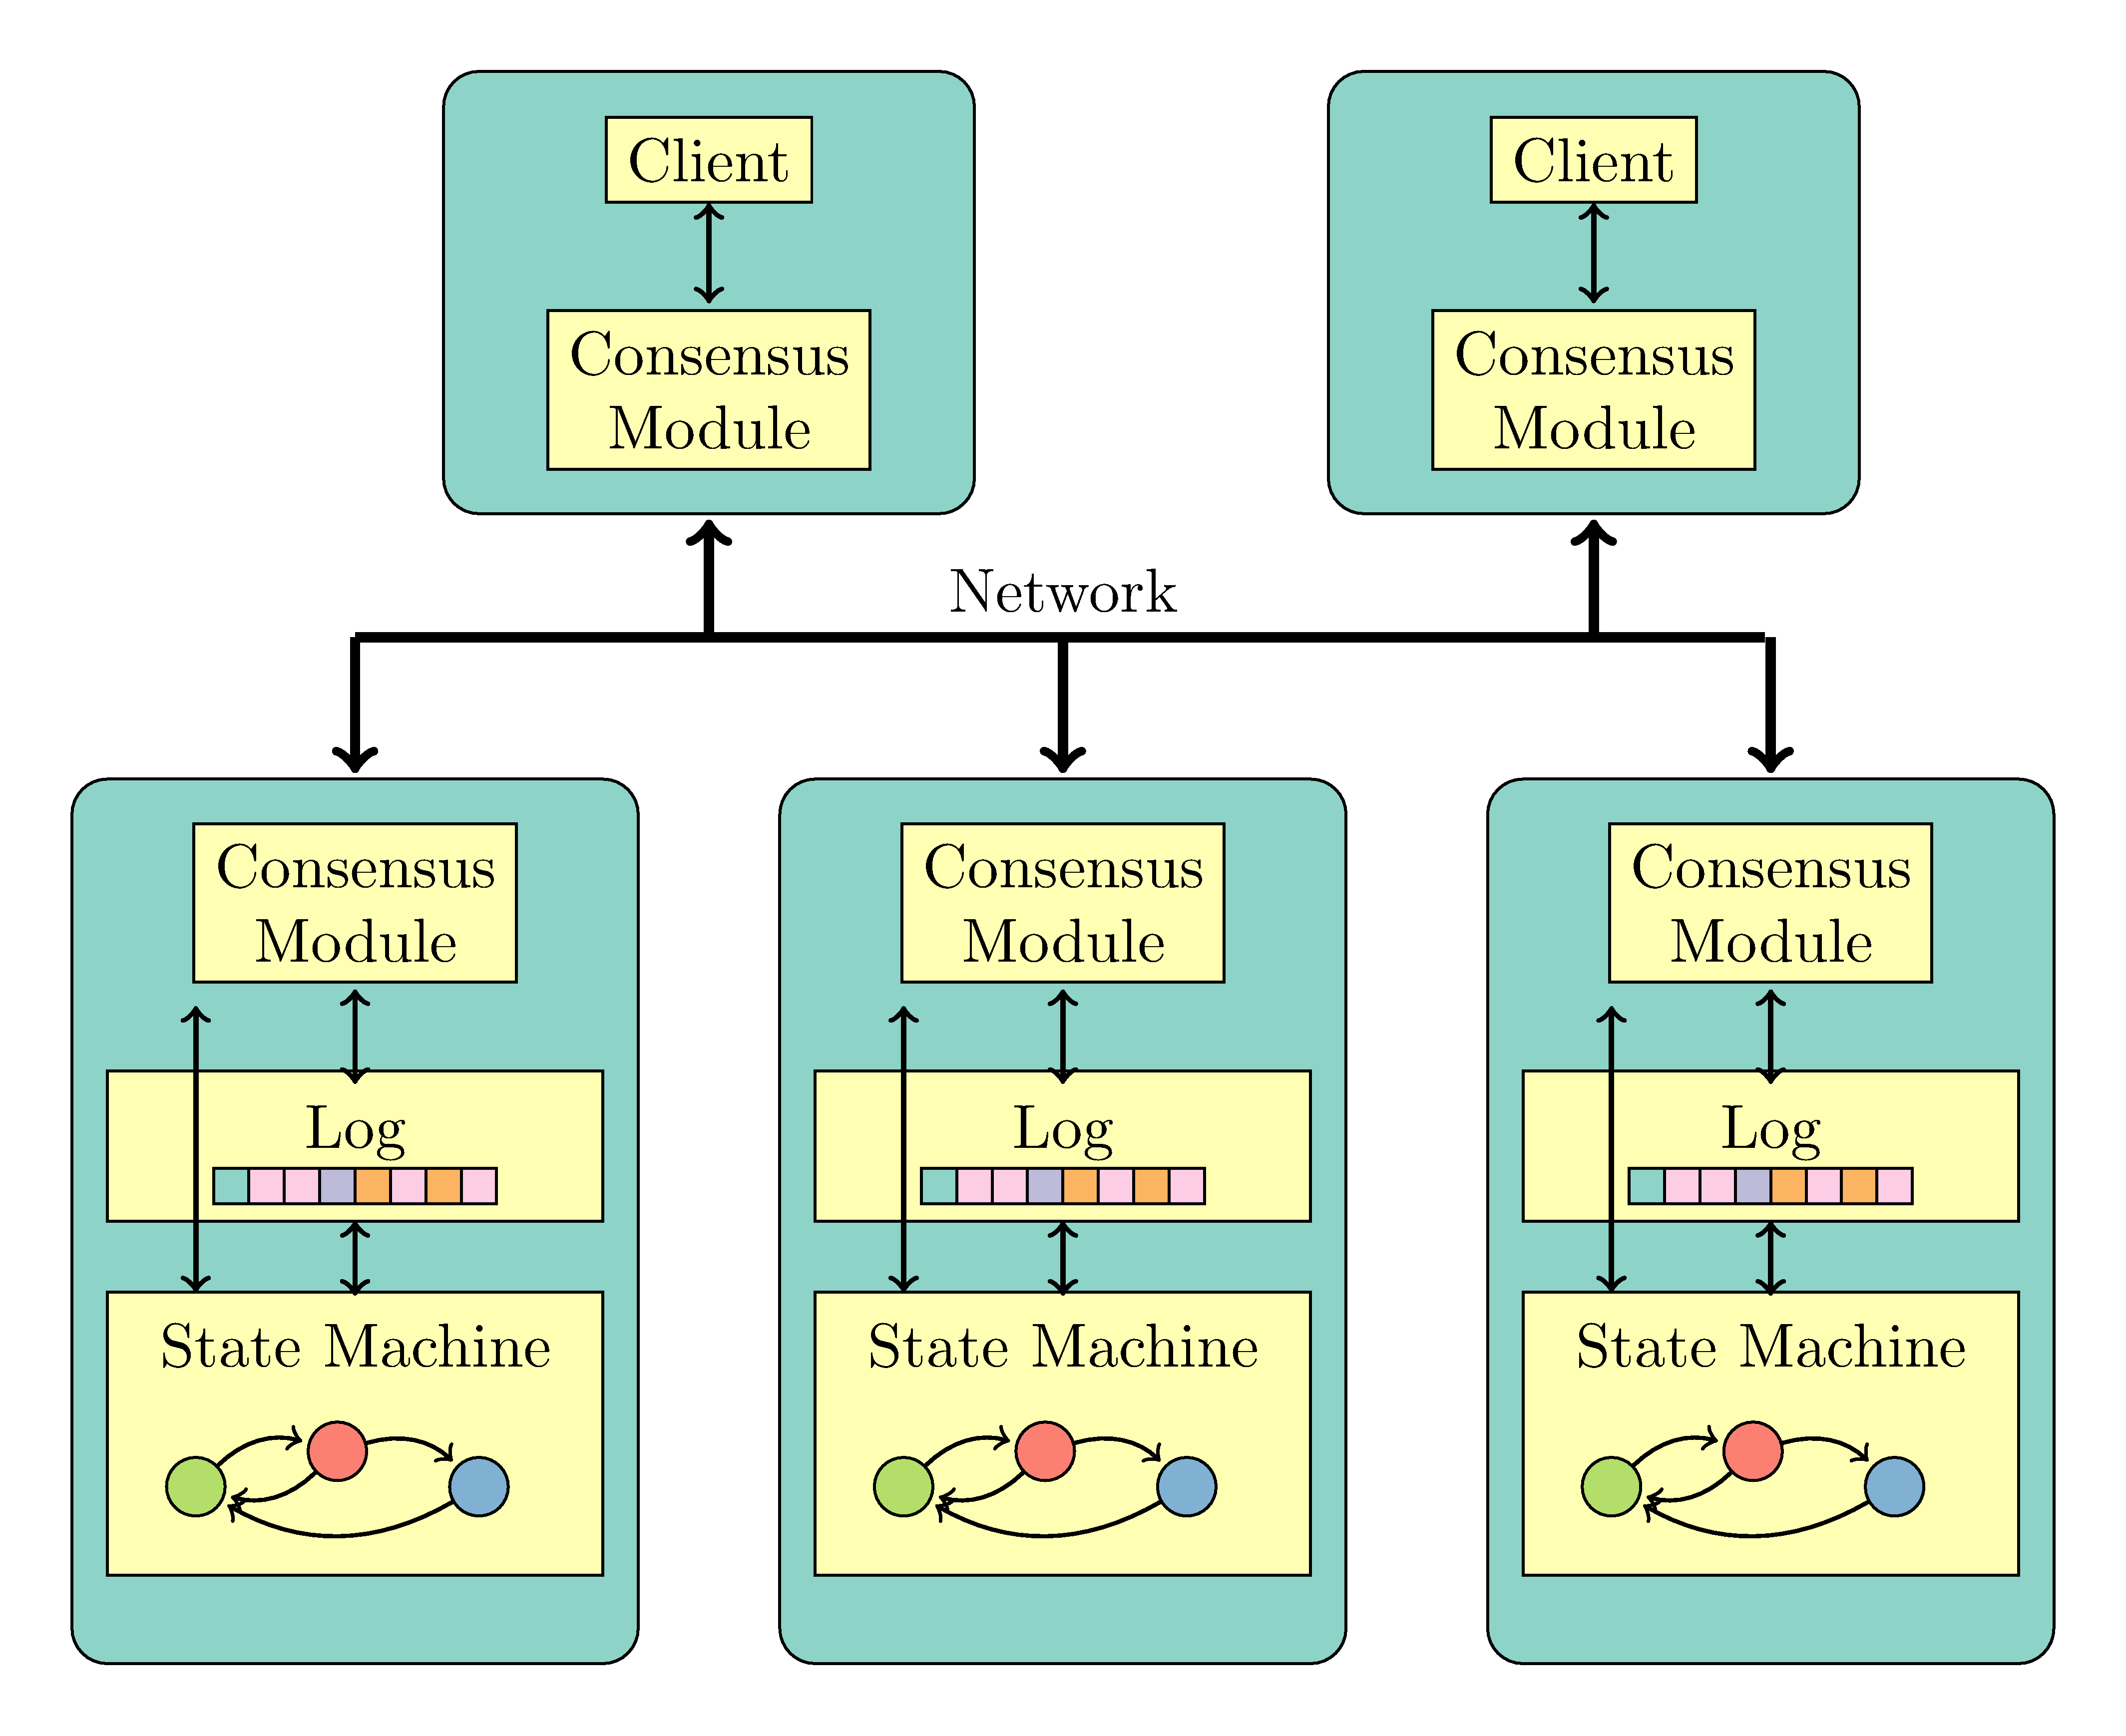 Client
Consensus
Module
Client
Consensus
Module
Network
Consensus
Module
Log
State Machine
Consensus
Module
Log
State Machine
Consensus
Module
Log
State Machine